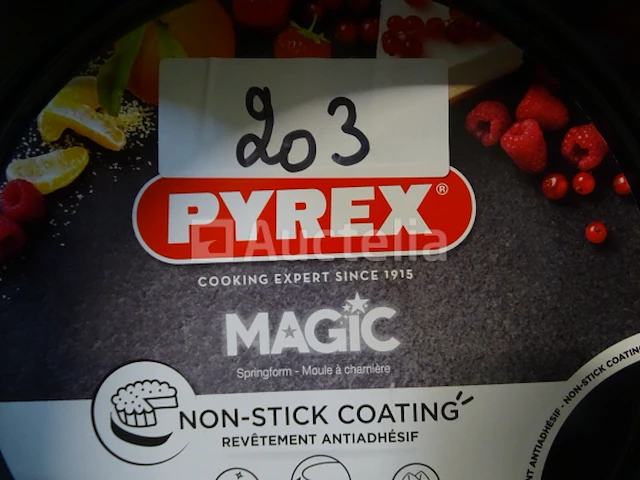 203
PYREX®
Auctelia
COOKING EXPERT SINCE 1915
MAGIC
Springform - Moule à charnière
NON-STICK COATING
REVÊTEMENT ANTIADHÉSIF
ANTIADHÉSIF - NON-STICK COATING